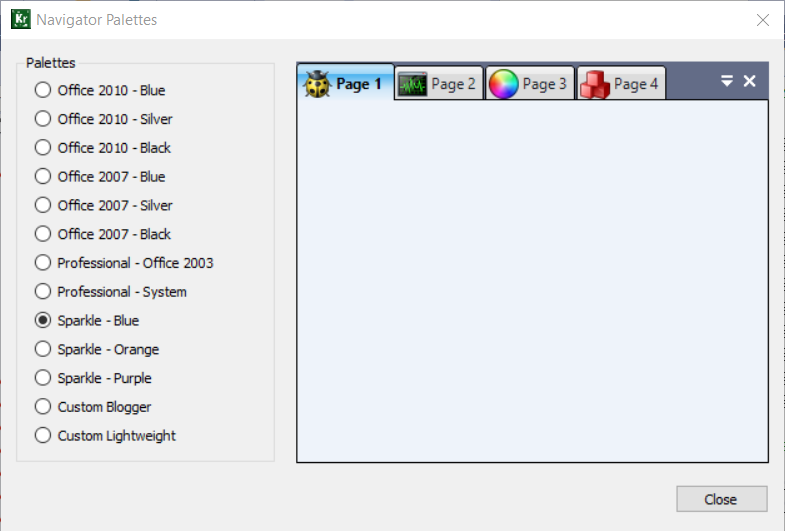 Kr Navigator Palettes
Palettes
Office 2010 - Blue
Office 2010 - Silver
Office 2010 - Black
Office 2007 - Blue
Office 2007 - Silver
Office 2007 - Black
Professional - Office 2003
Professional - System
Sparkle - Blue
Sparkle - Orange
Sparkle - Purple
Custom Blogger
Custom Lightweight
Page 1 Page 2 Page 3 Page 4
Close